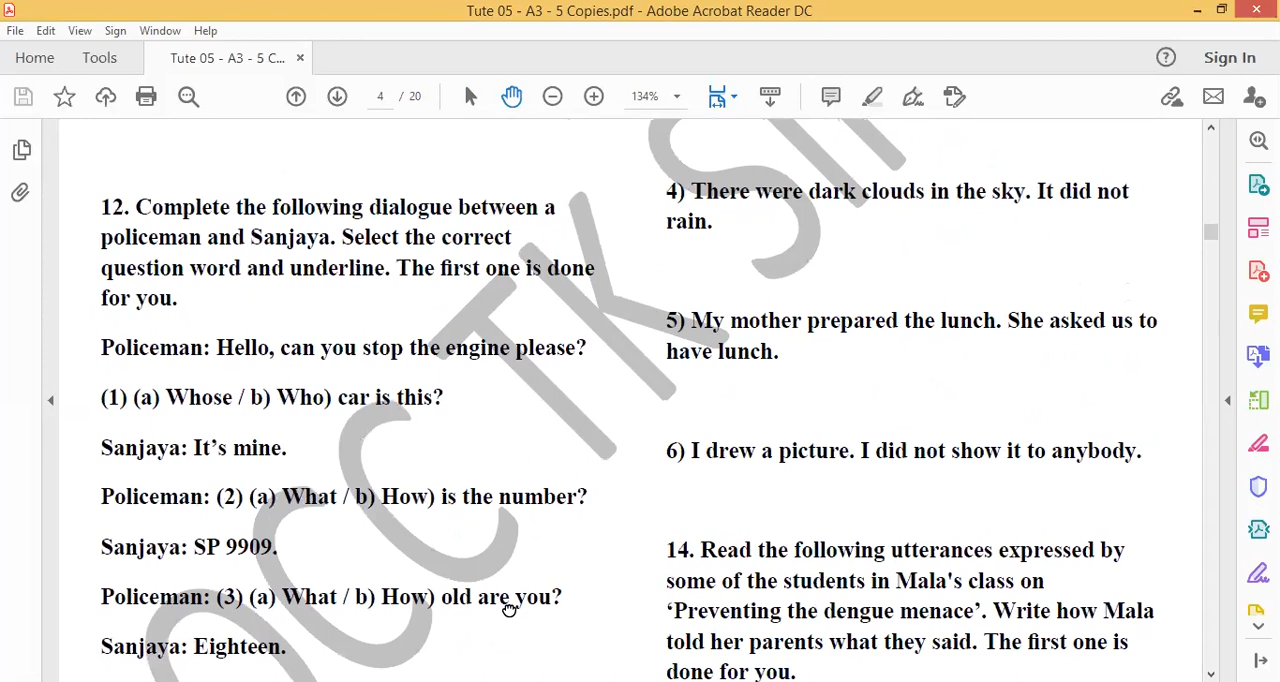 Tute 05 - A3 - 5 Copies.pdf - Adobe Acrobat Reader DC
File Edit View Sign Window Help
Home Tools Tute 05 - A3 - 5 C... × Sign In
4 / 20 134%
12. Complete the following dialogue between a
policeman and Sanjaya. Select the correct
question word and underline. The first one is done
for you.
Policeman: Hello, can you stop the engine please?
(1) (a) Whose / b) Who) car is this?
Sanjaya: It’s mine.
Policeman: (2) (a) What / b) How) is the number?
Sanjaya: SP 9909.
Policeman: (3) (a) What / b) How) old are you?
Sanjaya: Eighteen.
4) There were dark clouds in the sky. It did not
rain.
5) My mother prepared the lunch. She asked us to
have lunch.
6) I drew a picture. I did not show it to anybody.
14. Read the following utterances expressed by
some of the students in Mala's class on
‘Preventing the dengue menace’. Write how Mala
told her parents what they said. The first one is
done for you.
OCC TK SIR